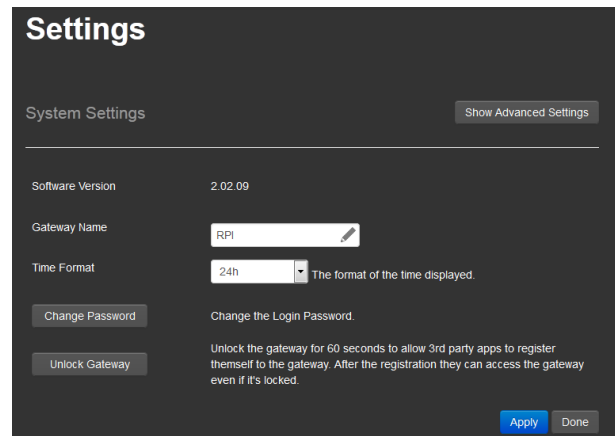 Settings
System Settings
Show Advanced Settings
Software Version 2.02.09
Gateway Name RPI
Time Format 24h The format of the time displayed.
Change Password Change the Login Password.
Unlock Gateway
Unlock the gateway for 60 seconds to allow 3rd party apps to register
themself to the gateway. After the registration they can access the gateway
even if it's locked.
Apply Done